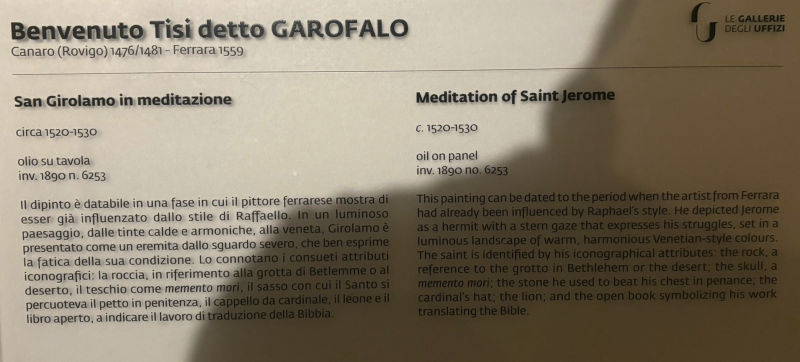 Benvenuto Tisi detto GAROFALO
Canaro (Rovigo) 1476/1481 - Ferrara 1559
LE GALLERIE
DEGLI UFFIZI
San Girolamo in meditazione
circa 1520-1530
olio su tavola
inv. 1890 n. 6253
Il dipinto è databile in una fase in cui il pittore ferrarese mostra di
esser già influenzato dallo stile di Raffaello. In un luminoso
paesaggio, dalle tinte calde e armoniche, alla veneta, Girolamo è
presentato come un eremita dallo sguardo severo, che ben esprime
la fatica della sua condizione. Lo connotano i consueti attributi
iconografici: la roccia, in riferimento alla grotta di Betlemme o al
deserto, il teschio come memento mori, il sasso con cui il Santo si
percuoteva il petto in penitenza, il cappello da cardinale, il leone e il
libro aperto, a indicare il lavoro di traduzione della Bibbia.
Meditation of Saint Jerome
c. 1520-1530
oil on panel
inv. 1890 no. 6253
This painting can be dated to the period when the artist from Ferrara
had already been influenced by Raphael's style. He depicted Jerome
as a hermit with a stern gaze that expresses his struggles, set in a
luminous landscape of warm, harmonious Venetian-style colours.
The saint is identified by his iconographical attributes: the rock, a
reference to the grotto in Bethlehem or the desert; the skull, a
memento mori; the stone he used to beat his chest in penance; the
cardinal's hat; the lion; and the open book symbolizing his work
translating the Bible.